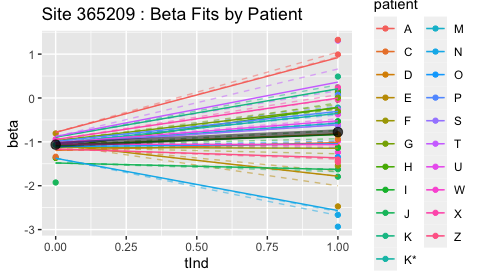 Site 365209 : Beta Fits by Patient
beta
1
0
-1
-2
-3
0.00 0.25 0.50 0.75 1.00
tInd
patient
A
C
D
E
F
G
H
I
J
K
K*
M
N
O
P
S
T
U
W
X
Z